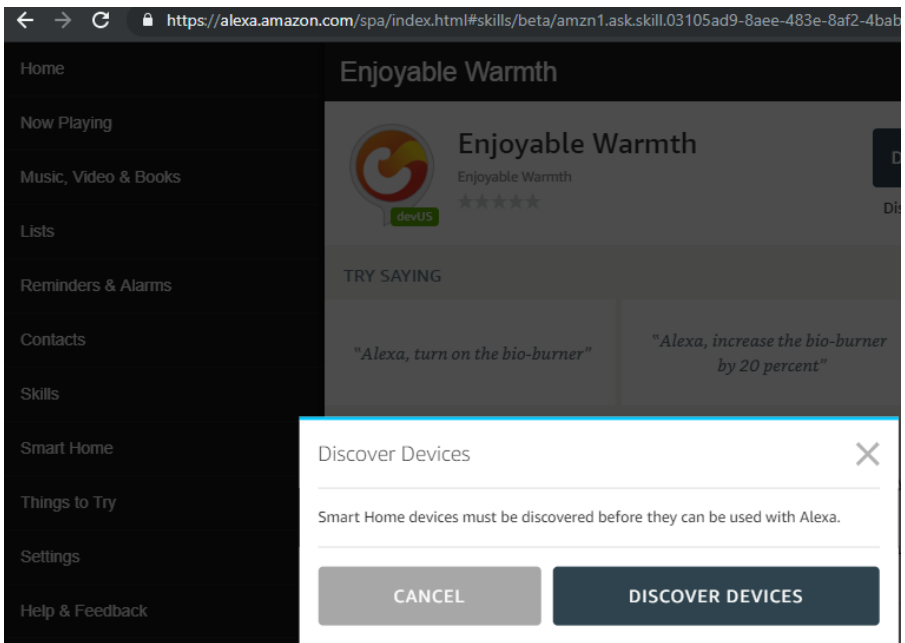 https://alexa.amazon.com/spa/index.html#skills/beta/amzn1.ask.skill.03105ad9-8aee-483e-8af2-4bab
Home
Now Playing
Music, Video & Books
Lists
Reminders & Alarms
Contacts
Skills
Smart Home
Things to Try
Settings
Help & Feedback
Enjoyable Warmth
Enjoyable Warmth
Enjoyable Warmth
devUS
D
Dis
TRY SAYING
"Alexa, turn on the bio-burner"
"Alexa, increase the bio-burner
by 20 percent"
Discover Devices
Smart Home devices must be discovered before they can be used with Alexa.
CANCEL
DISCOVER DEVICES